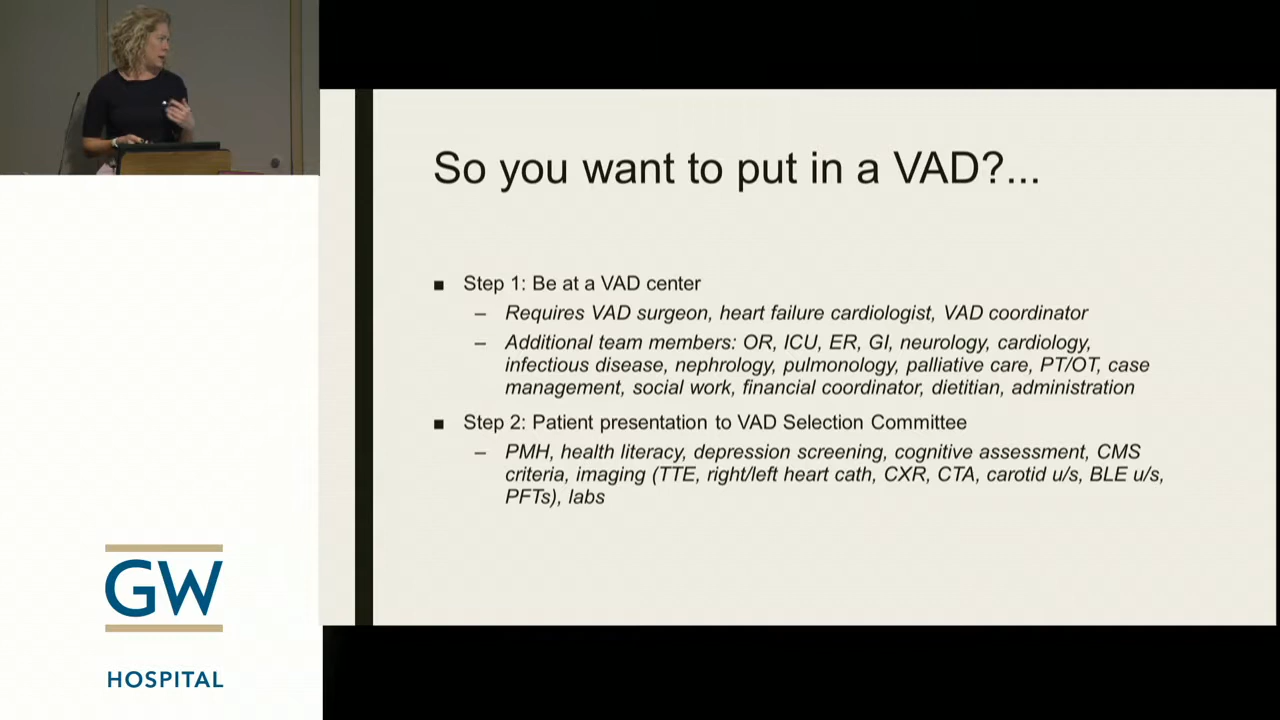 So you want to put in a VAD?...
■ Step 1: Be at a VAD center
– Requires VAD surgeon, heart failure cardiologist, VAD coordinator
– Additional team members: OR, ICU, ER, GI, neurology, cardiology,
infectious disease, nephrology, pulmonology, palliative care, PT/OT, case
management, social work, financial coordinator, dietitian, administration
■ Step 2: Patient presentation to VAD Selection Committee
– PMH, health literacy, depression screening, cognitive assessment, CMS
criteria, imaging (TTE, right/left heart cath, CXR, CTA, carotid u/s, BLE u/s,
PFTs), labs
GW
HOSPITAL